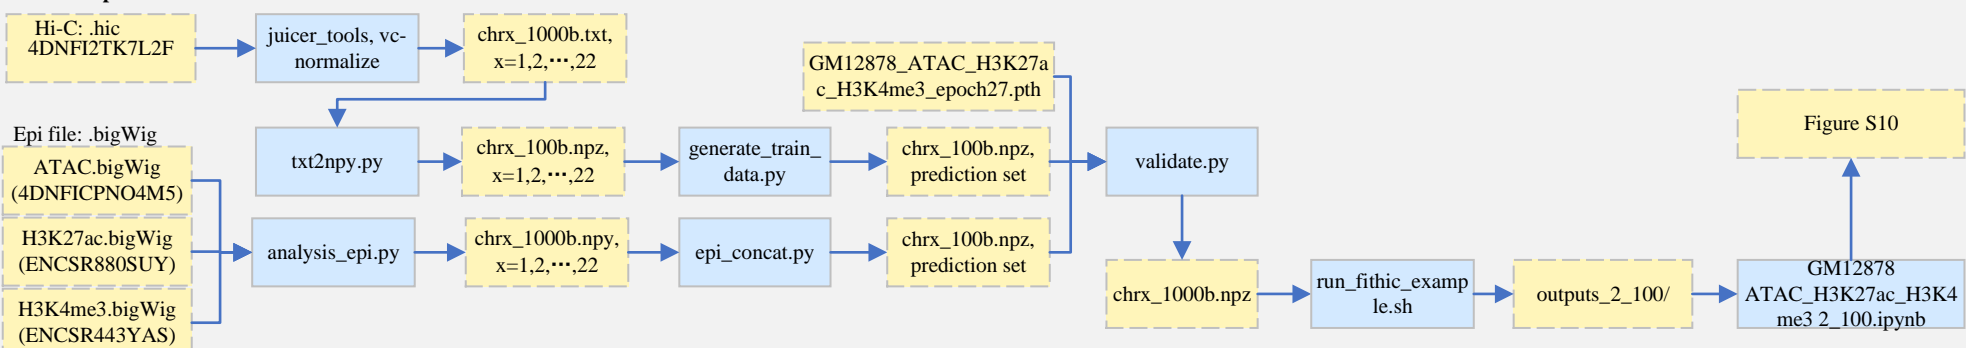 Hi-C: .hic
4DNFI2TK7L2F
juicer_tools, vc-
normalize
chrx_1000b.txt,
x=1,2,⋯,22
GM12878_ATAC_H3K27a
c_H3K4me3_epoch27.pth
Figure S10
Epi file: .bigWig
ATAC.bigWig
(4DNFICPNO4M5)
txt2npy.py
chrx_100b.npz,
x=1,2,⋯,22
generate_train_
data.py
chrx_100b.npz,
prediction set
validate.py
H3K27ac.bigWig
(ENCSR880SUY)
analysis_epi.py
chrx_1000b.npy,
x=1,2,⋯,22
epi_concat.py
chrx_100b.npz,
prediction set
H3K4me3.bigWig
(ENCSR443YAS)
chrx_1000b.npz
run_fithic_examp
le.sh
outputs_2_100/
GM12878
ATAC_H3K27ac_H3K4
me3 2_100.ipynb